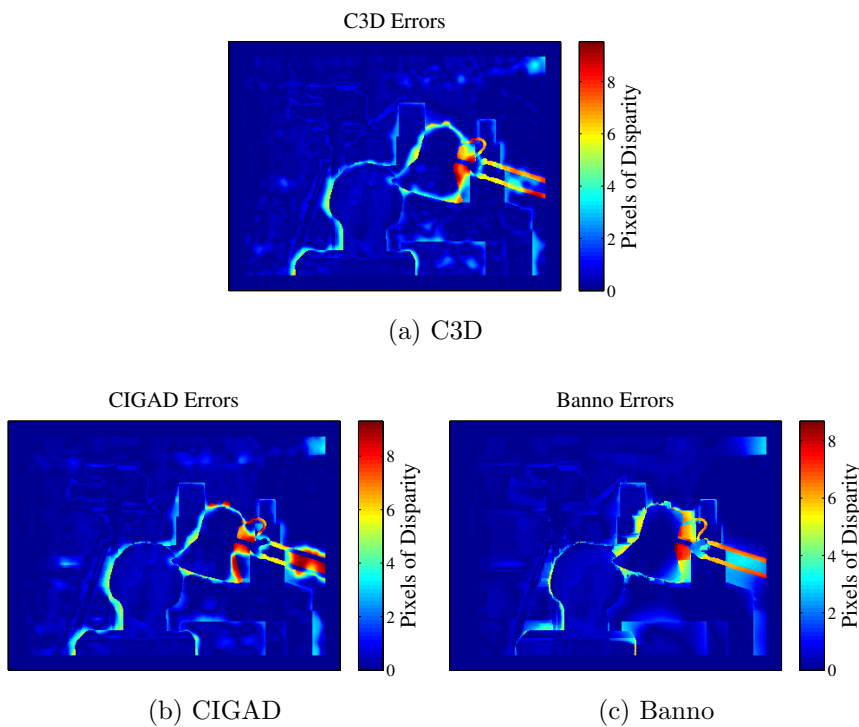 C3D Errors
8
6
4
2
0
Pixels of Disparity
(a) C3D
CIGAD Errors
8
6
4
2
0
Pixels of Disparity
Banno Errors
8
6
4
2
0
Pixels of Disparity
(b) CIGAD
(c) Banno